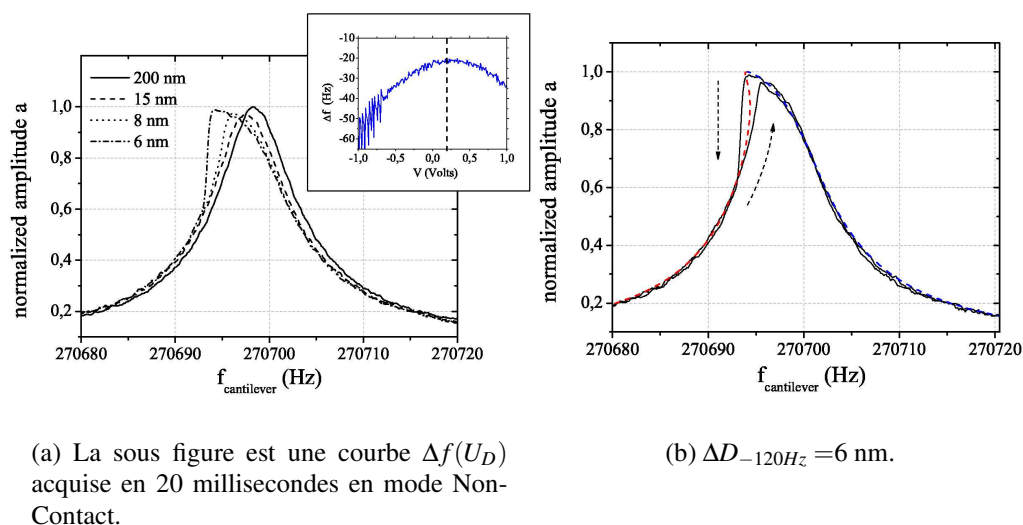 200 nm
15 nm
8 nm
6 nm
1,0
0,8
0,6
0,4
0,2
normalized amplitude a
270680 270690 270700 270710 270720
f_cantilever (Hz)
-10
-20
-30
-40
-50
-60
Δf (Hz)
-1,0 -0,5 0,0 0,5 1,0
V (Volts)
1,0
0,8
0,6
0,4
0,2
normalized amplitude a
270680 270690 270700 270710 270720
f_cantilever (Hz)
(a) La sous figure est une courbe Δf(U_D)
acquise en 20 millisecondes en mode Non-
Contact.
(b) ΔD_−120Hz =6 nm.